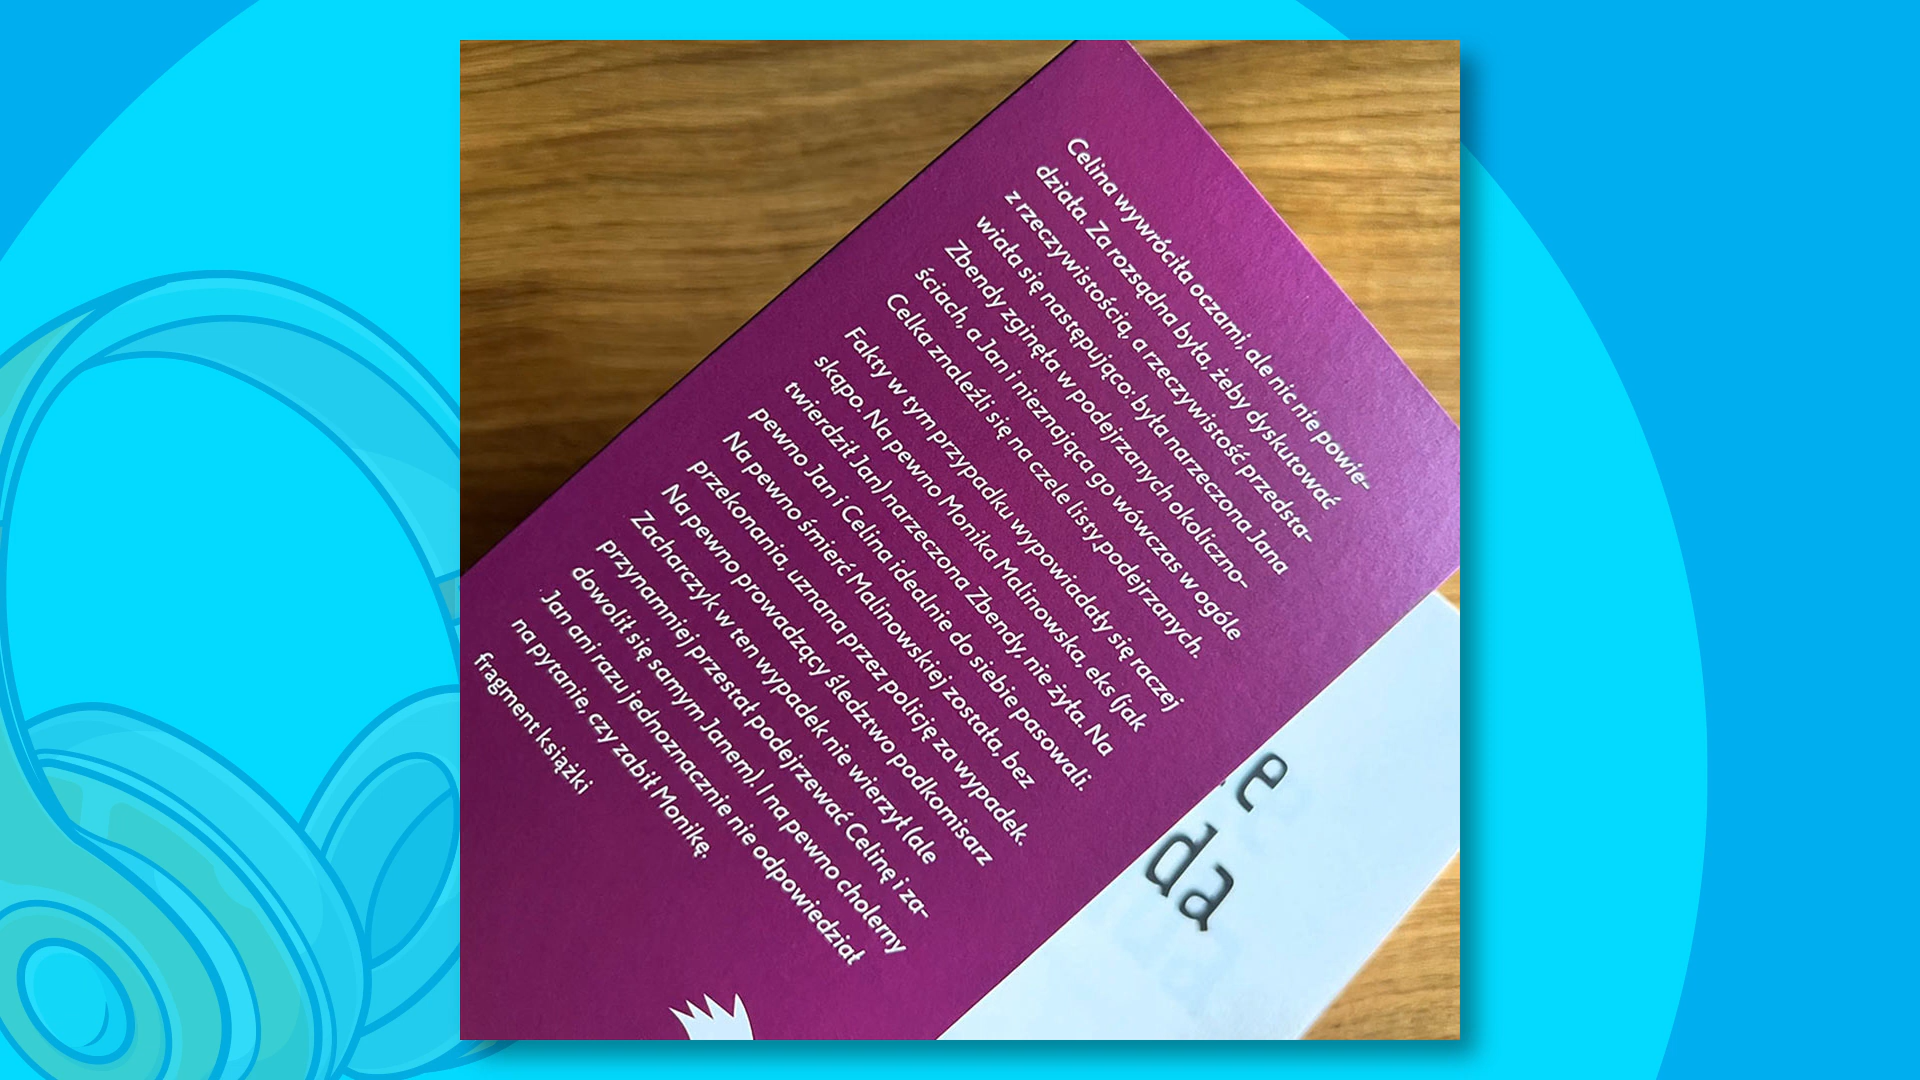 Celina wywróciła oczami, ale nic nie powie-
działa. Za rozsądna była, żeby dyskutować
z rzeczywistością, a rzeczywistość przedsta-
wiała się następująco: była narzeczona Jana
Zbendy zginęła w podejrzanych okoliczno-
ściach, a Jan i nieznająca go wówczas w ogóle
Celka znaleźli się na czele listy podejrzanych.
Fakty w tym przypadku wypowiadały się raczej
skąpo. Na pewno Monika Malinowska, eks (jak
twierdził Jan) narzeczona Zbendy, nie żyła. Na
pewno Jan i Celina idealnie do siebie pasowali.
Na pewno śmierć Malinowskiej została, bez
przekonania, uznana przez policję za wypadek.
Na pewno prowadzący śledztwo podkomisarz
Zacharczyk w ten wypadek nie wierzył (ale
przynamniej przestał podejrzewać Celinę i za-
dowolił się samym Janem). I na pewno cholerny
Jan ani razu jednoznacznie nie odpowiedział
na pytanie, czy zabił Monikę.
fragment książki
e
da